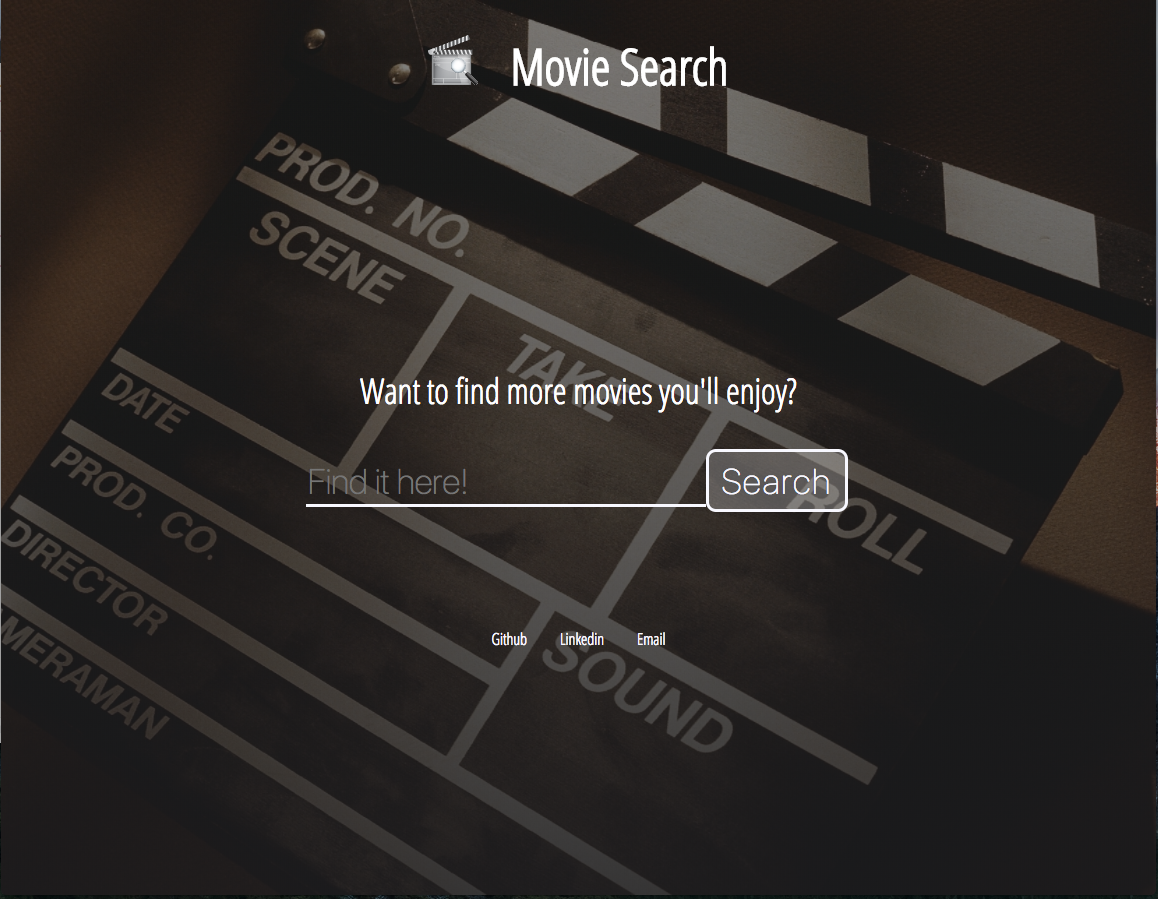 Movie Search
PROD. NO.
SCENE
TAKE
Want to find more movies you'll enjoy?
DATE
Find it here!
Search
ROLL
PROD. CO.
DIRECTOR
Github Linkedin Email
SOUND
MERAMAN